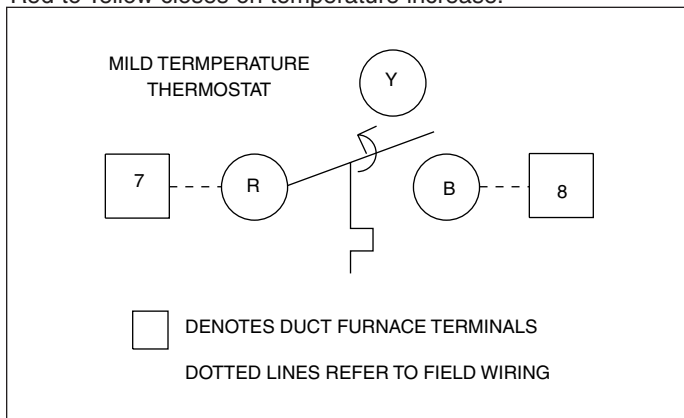 Red to Yellow closes on temperature increase.
MILD TERMPERATURE
THERMOSTAT
Y
7
R
B
8
DENOTES DUCT FURNACE TERMINALS
DOTTED LINES REFER TO FIELD WIRING